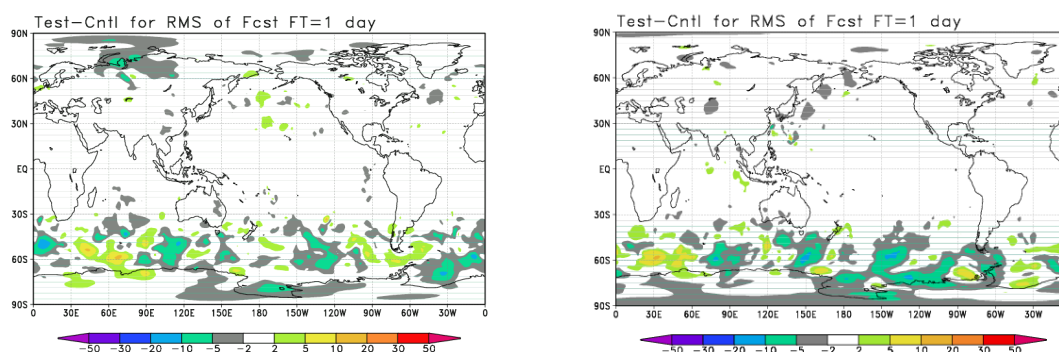 Test-Cntl for RMS of Fcst FT=1 day
90N
60N
30N
EQ
30S
60S
90S
0 30E 60E 90E 120E 150E 180 150W 120W 90W 60W 30W 0
-50 -30 -20 -10 -5 -2 2 5 10 20 30 50
Test-Cntl for RMS of Fcst FT=1 day
90N
60N
30N
EQ
30S
60S
90S
0 30E 60E 90E 120E 150E 180 150W 120W 90W 60W 30W
-50 -30 -20 -10 -5 -2 2 5 10 20 30 50